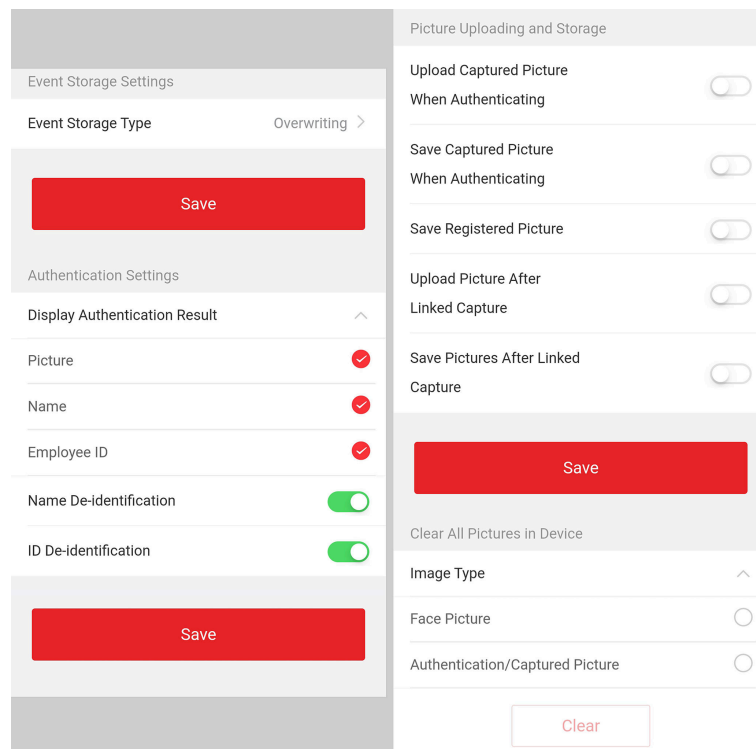 Event Storage Settings
Event Storage Type Overwriting
Save
Authentication Settings
Display Authentication Result
Picture
Name
Employee ID
Name De-identification
ID De-identification
Save
Picture Uploading and Storage
Upload Captured Picture
When Authenticating
Save Captured Picture
When Authenticating
Save Registered Picture
Upload Picture After
Linked Capture
Save Pictures After Linked
Capture
Save
Clear All Pictures in Device
Image Type
Face Picture
Authentication/Captured Picture
Clear